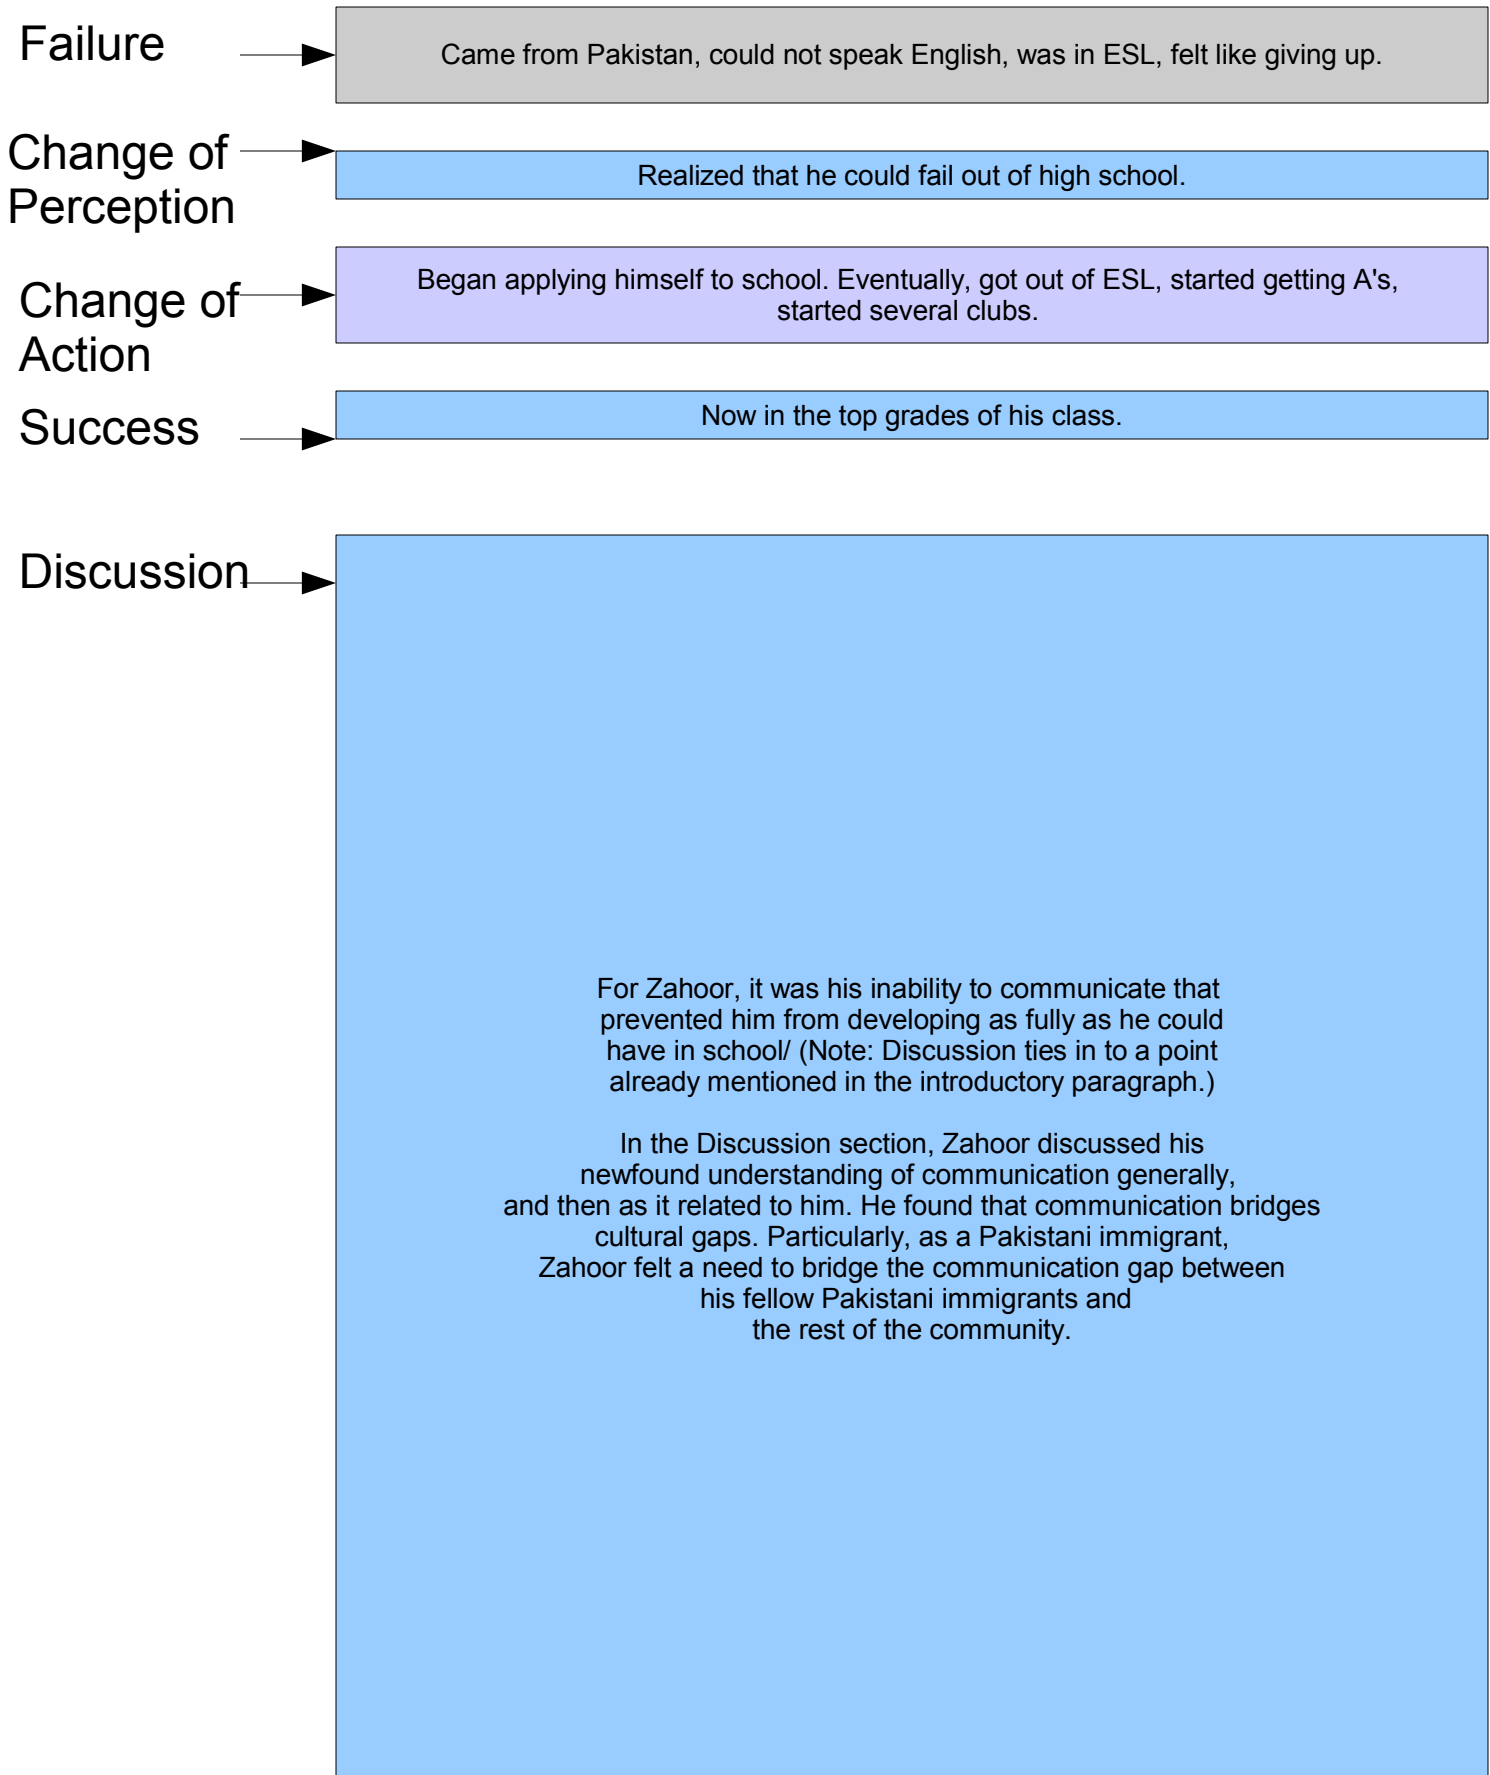 Failure
Came from Pakistan, could not speak English, was in ESL, felt like giving up.
Change of
Perception
Realized that he could fail out of high school.
Change of
Action
Began applying himself to school. Eventually, got out of ESL, started getting A's,
started several clubs.
Success
Now in the top grades of his class.
Discussion
For Zahoor, it was his inability to communicate that
prevented him from developing as fully as he could
have in school/ (Note: Discussion ties in to a point
already mentioned in the introductory paragraph.)
In the Discussion section, Zahoor discussed his
newfound understanding of communication generally,
and then as it related to him. He found that communication bridges
cultural gaps. Particularly, as a Pakistani immigrant,
Zahoor felt a need to bridge the communication gap between
his fellow Pakistani immigrants and
the rest of the community.